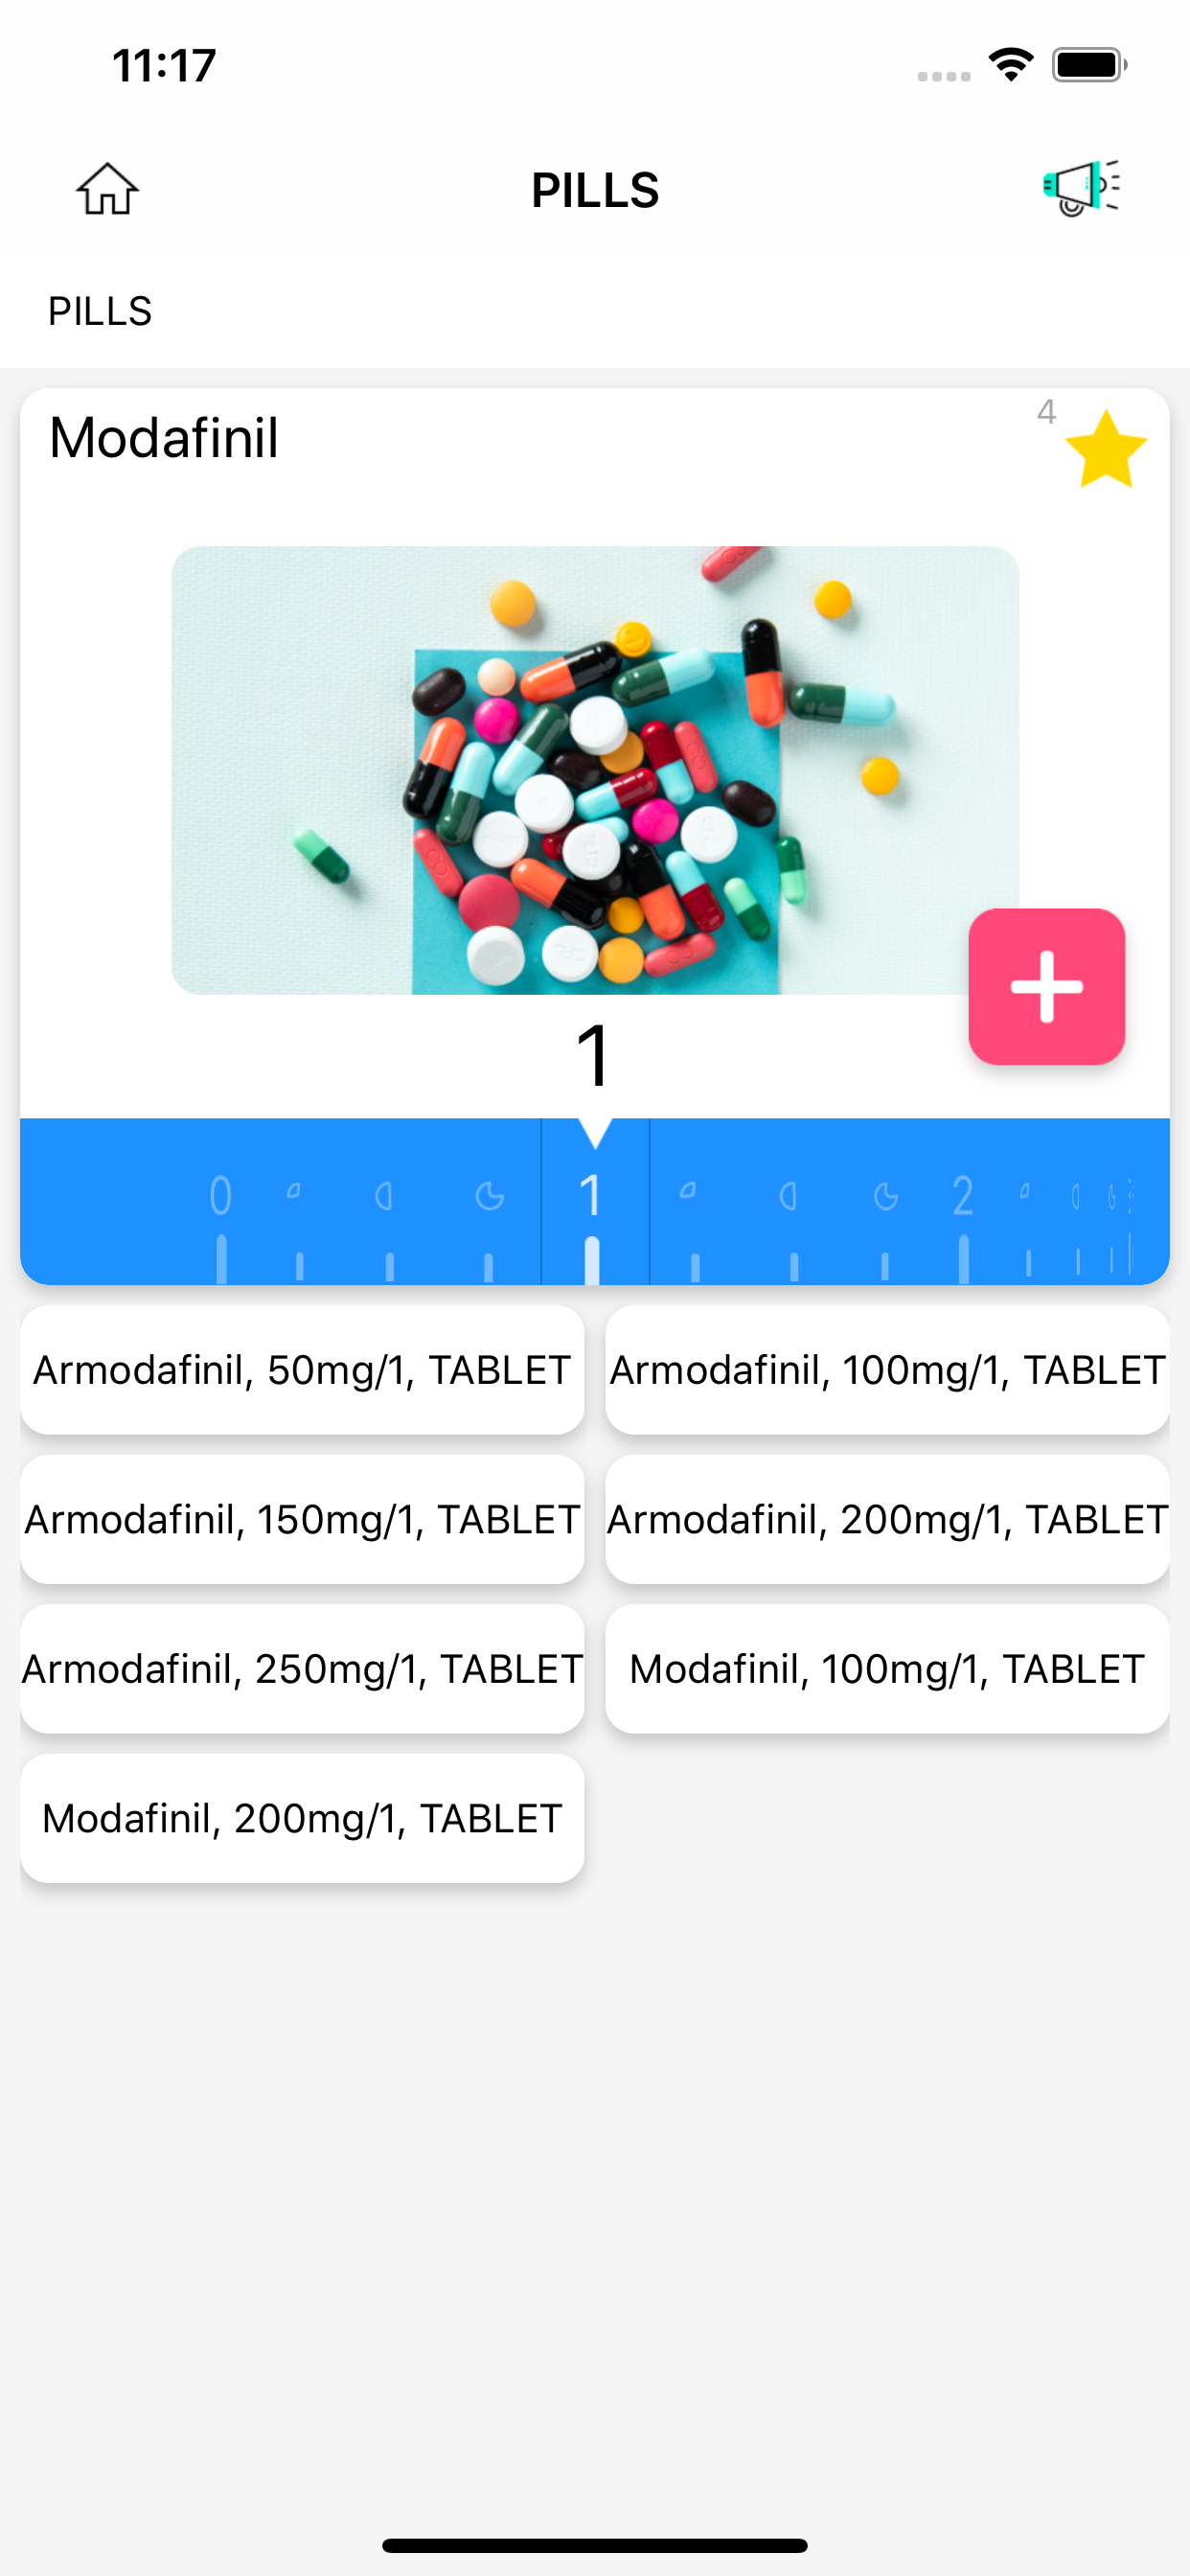 11:17
PILLS
PILLS
Modafinil
4
1
0 1 2
Armodafinil, 50mg/1, TABLET
Armodafinil, 100mg/1, TABLET
Armodafinil, 150mg/1, TABLET
Armodafinil, 200mg/1, TABLET
Armodafinil, 250mg/1, TABLET
Modafinil, 100mg/1, TABLET
Modafinil, 200mg/1, TABLET